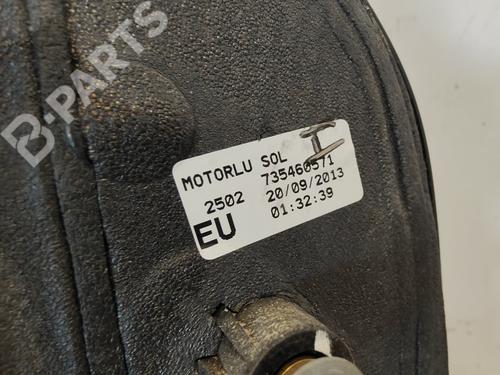 B-PARTS
MOTORLU SOL
2502 735460571
20/09/2013
EU 01:32:39